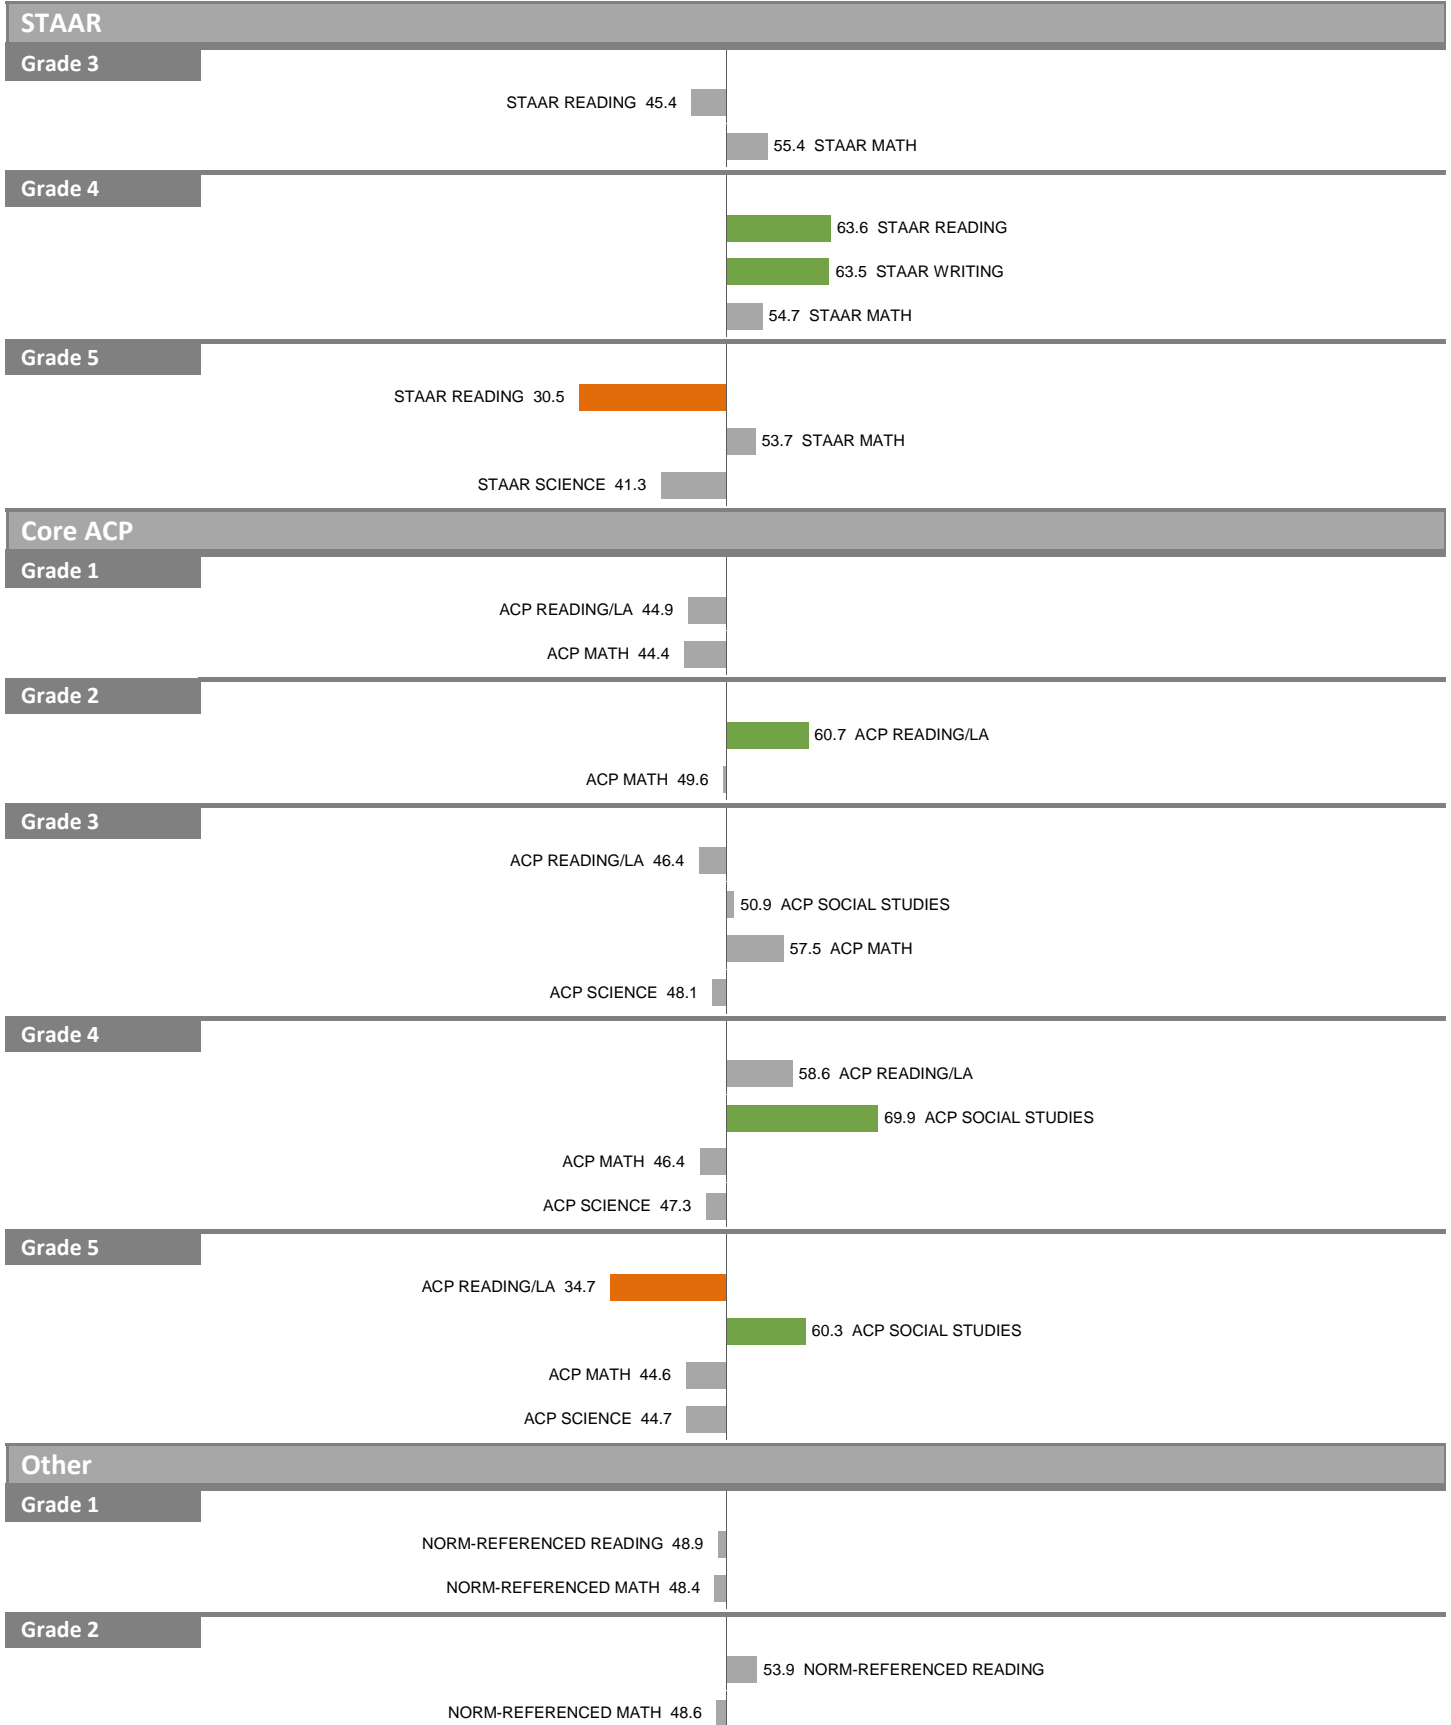 STAAR
Grade 3
STAAR READING 45.4
55.4 STAAR MATH
Grade 4
63.6 STAAR READING
63.5 STAAR WRITING
54.7 STAAR MATH
Grade 5
STAAR READING 30.5
53.7 STAAR MATH
STAAR SCIENCE 41.3
Core ACP
Grade 1
ACP READING/LA 44.9
ACP MATH 44.4
Grade 2
60.7 ACP READING/LA
ACP MATH 49.6
Grade 3
ACP READING/LA 46.4
50.9 ACP SOCIAL STUDIES
57.5 ACP MATH
ACP SCIENCE 48.1
Grade 4
58.6 ACP READING/LA
69.9 ACP SOCIAL STUDIES
ACP MATH 46.4
ACP SCIENCE 47.3
Grade 5
ACP READING/LA 34.7
60.3 ACP SOCIAL STUDIES
ACP MATH 44.6
ACP SCIENCE 44.7
Other
Grade 1
NORM-REFERENCED READING 48.9
NORM-REFERENCED MATH 48.4
Grade 2
53.9 NORM-REFERENCED READING
NORM-REFERENCED MATH 48.6